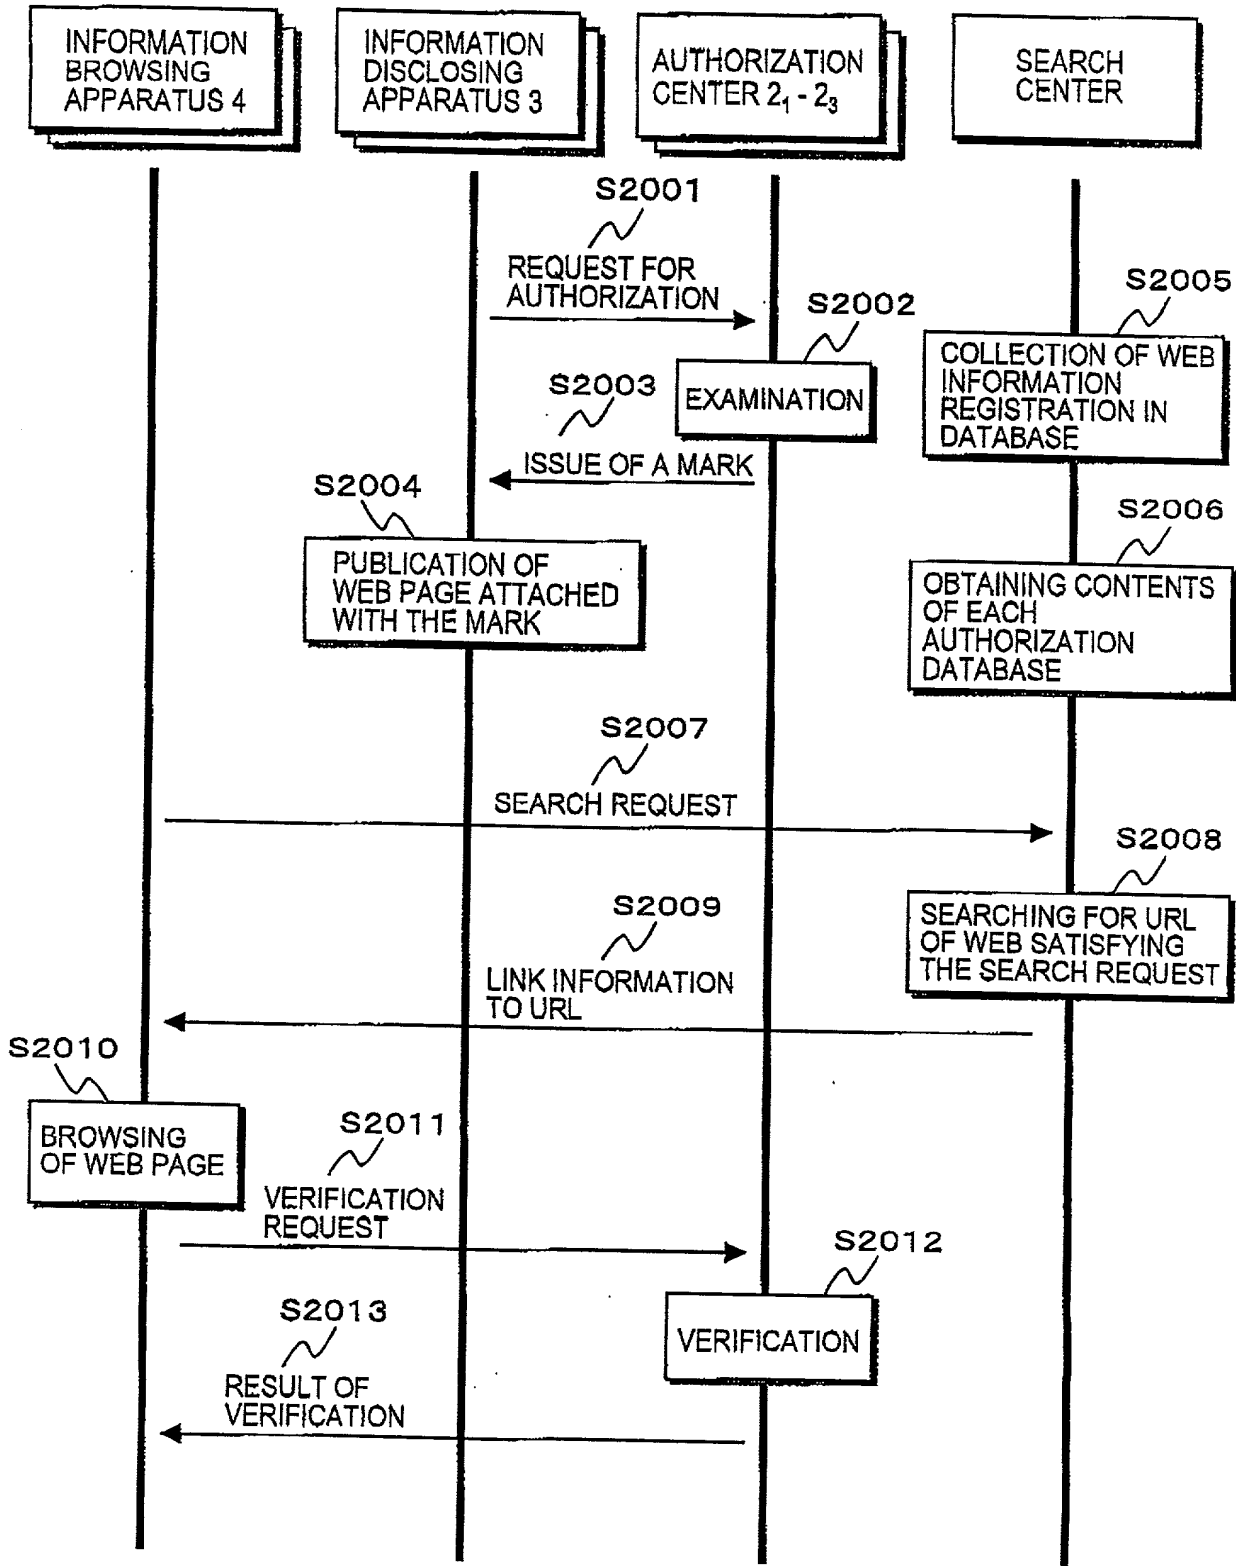 INFORMATION
BROWSING
APPARATUS 4
INFORMATION
DISCLOSING
APPARATUS 3
AUTHORIZATION
CENTER 2₁ - 2₃
SEARCH
CENTER
S2001
REQUEST FOR
AUTHORIZATION
S2002
EXAMINATION
S2005
COLLECTION OF WEB
INFORMATION
REGISTRATION IN
DATABASE
S2003
ISSUE OF A MARK
S2004
PUBLICATION OF
WEB PAGE ATTACHED
WITH THE MARK
S2006
OBTAINING CONTENTS
OF EACH
AUTHORIZATION
DATABASE
S2007
SEARCH REQUEST
S2008
SEARCHING FOR URL
OF WEB SATISFYING
THE SEARCH REQUEST
S2009
LINK INFORMATION
TO URL
S2010
BROWSING
OF WEB PAGE
S2011
VERIFICATION
REQUEST
S2012
VERIFICATION
S2013
RESULT OF
VERIFICATION